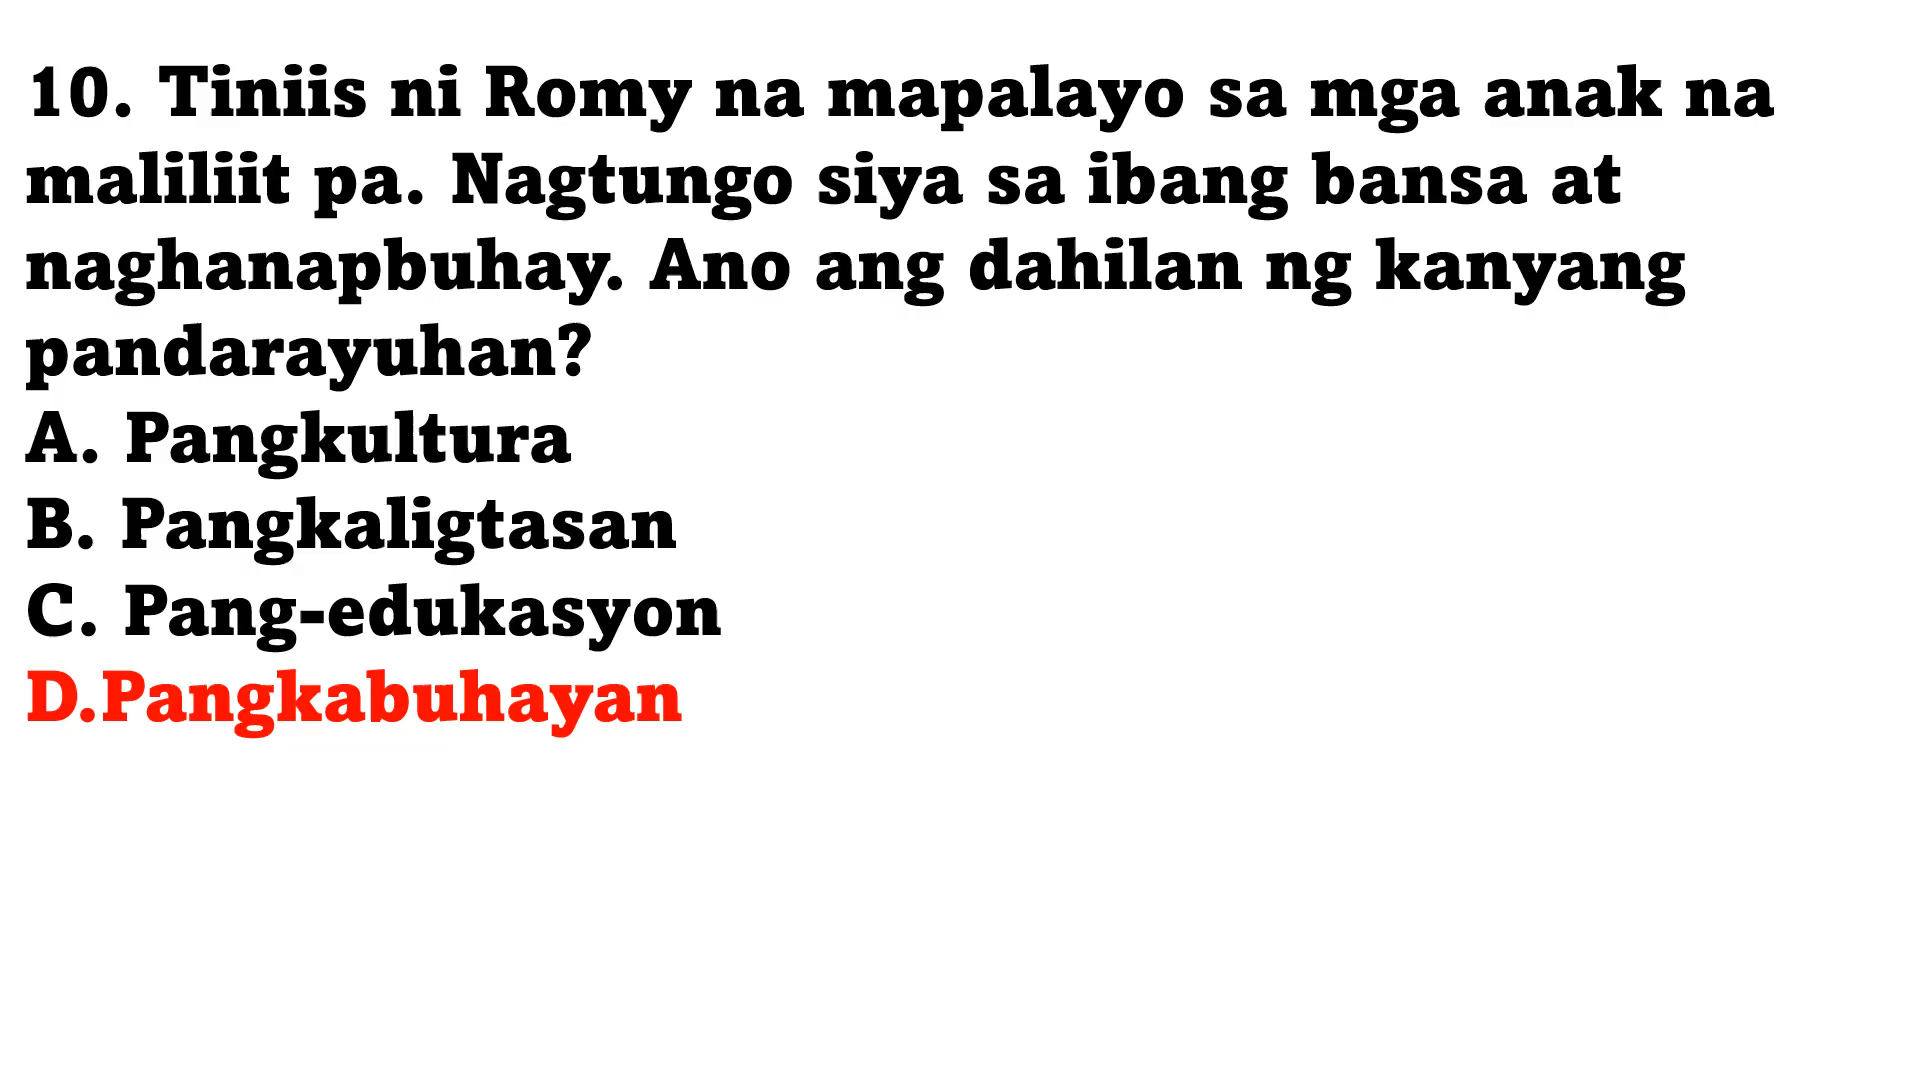 10. Tiniis ni Romy na mapalayo sa mga anak na
maliliit pa. Nagtungo siya sa ibang bansa at
naghanapbuhay. Ano ang dahilan ng kanyang
pandarayuhan?
A. Pangkultura
B. Pangkaligtasan
C. Pang-edukasyon
D.Pangkabuhayan